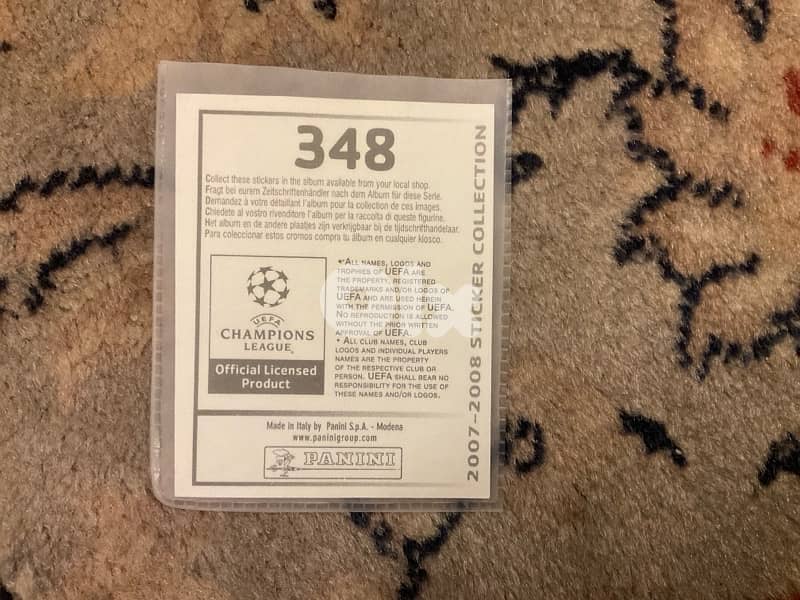 348
Collect these stickers in the album available from your local shop.
Fragt bei eurem Zeitschriftenhändler nach dem Album für diese Serie.
Demandez à votre détaillant l'album pour la collection de ces images.
Chiedete al vostro rivenditore l'album per la raccolta di queste figurine.
Het album en de andere plaatjes zijn verkrijgbaar bij de tijdschrifthandelaar.
Para coleccionar estos cromos compra tu álbum en cualquier kiosco.
UEFA
CHAMPIONS
LEAGUE
Official Licensed
Product
• ALL NAMES, LOGOS AND
TROPHIES OF UEFA ARE
THE PROPERTY, REGISTERED
TRADEMARKS AND/OR LOGOS OF
UEFA AND ARE USED HEREIN
WITH THE PERMISSION OF UEFA.
NO REPRODUCTION IS ALLOWED
WITHOUT THE PRIOR WRITTEN
APPROVAL OF UEFA.
• ALL CLUB NAMES, CLUB
LOGOS AND INDIVIDUAL PLAYERS
NAMES ARE THE PROPERTY
OF THE RESPECTIVE CLUB OR
PERSON. UEFA SHALL BEAR NO
RESPONSIBILITY FOR THE USE OF
THESE NAMES AND/OR LOGOS.
Made in Italy by Panini S.p.A. - Modena
www.paninigroup.com
PANINI
2007-2008 STICKER COLLECTION